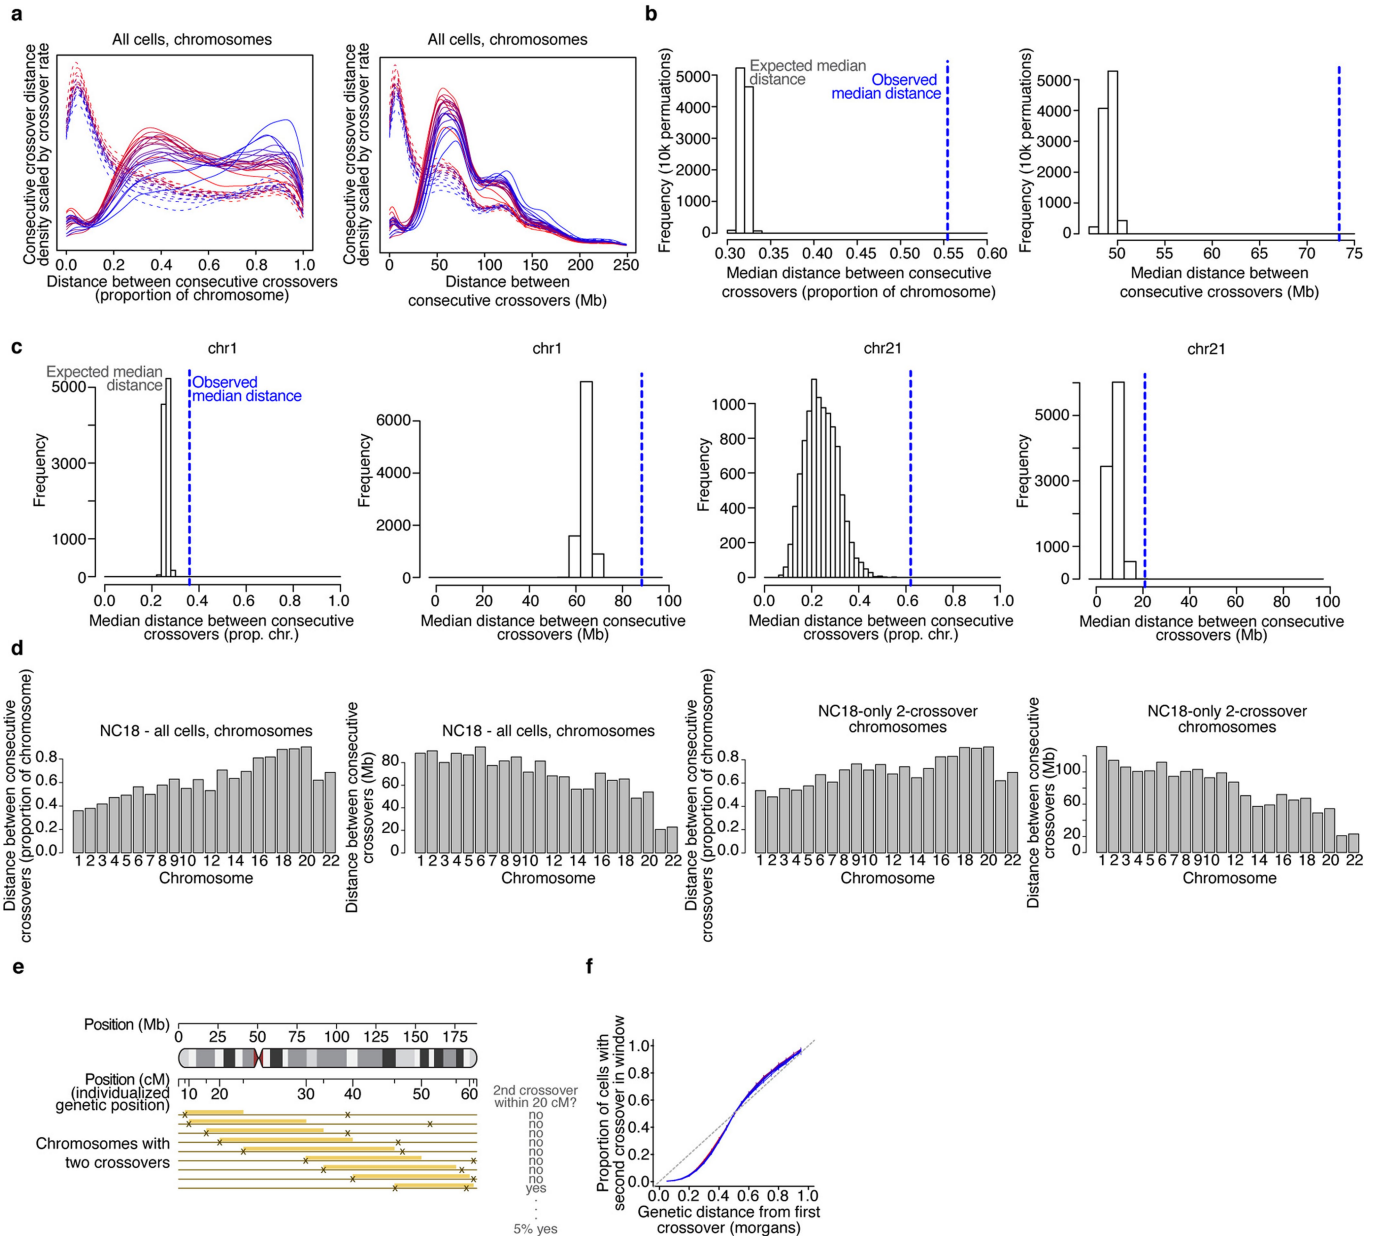 a
All cells, chromosomes
Consecutive crossover distance
density scaled by crossover rate
0.0 0.2 0.4 0.6 0.8 1.0
Distance between consecutive crossovers
(proportion of chromosome)
All cells, chromosomes
Consecutive crossover distance
density scaled by crossover rate
0 50 100 150 200 250
Distance between
consecutive crossovers (Mb)
b
Frequency (10k permuations)
5000
4000
3000
2000
1000
0
Expected median
distance
Observed
median distance
0.30 0.35 0.40 0.45 0.50 0.55 0.60
Median distance between consecutive
crossovers (proportion of chromosome)
Frequency (10k permuations)
5000
4000
3000
2000
1000
0
50 55 60 65 70 75
Median distance between
consecutive crossovers (Mb)
c
chr1
Expected median
distance
Observed
median distance
Frequency
5000
3000
1000
0
0.0 0.2 0.4 0.6 0.8 1.0
Median distance between consecutive
crossovers (prop. chr.)
chr1
Frequency
6000
4000
2000
0
0 20 40 60 80 100
Median distance between consecutive
crossovers (Mb)
chr21
Frequency
1000
800
600
400
200
0
0.0 0.2 0.4 0.6 0.8 1.0
Median distance between consecutive
crossovers (prop. chr.)
chr21
Frequency
5000
3000
1000
0
0 20 40 60 80 100
Median distance between consecutive
crossovers (Mb)
d
NC18 - all cells, chromosomes
Distance between consecutive
crossovers (proportion of chromosome)
0.8
0.6
0.4
0.2
0.0
1 2 3 4 5 6 7 8 9 10 12 14 16 18 20 22
Chromosome
NC18 - all cells, chromosomes
Distance between consecutive
crossovers (Mb)
80
60
40
20
0
1 2 3 4 5 6 7 8 9 10 12 14 16 18 20 22
Chromosome
NC18-only 2-crossover
chromosomes
Distance between consecutive
crossovers (proportion of chromosome)
0.8
0.6
0.4
0.2
0.0
1 2 3 4 5 6 7 8 9 10 12 14 16 18 20 22
Chromosome
NC18-only 2-crossover
chromosomes
Distance between consecutive
crossovers (Mb)
100
60
20
0
1 2 3 4 5 6 7 8 9 10 12 14 16 18 20 22
Chromosome
e
Position (Mb)
0 25 50 75 100 125 150 175
Position (cM)
(individualized
genetic position)
10 20 30 40 50 60
2nd crossover
within 20 cM?
Chromosomes with
two crossovers
x x no
x x no
x x no
x x no
x x no
x x no
x x no
x x no
x x yes
.
.
.
5% yes
f
Proportion of cells with
second crossover in window
1.0
0.8
0.6
0.4
0.2
0.0
0.0 0.2 0.4 0.6 0.8 1.0
Genetic distance from first
crossover (morgans)